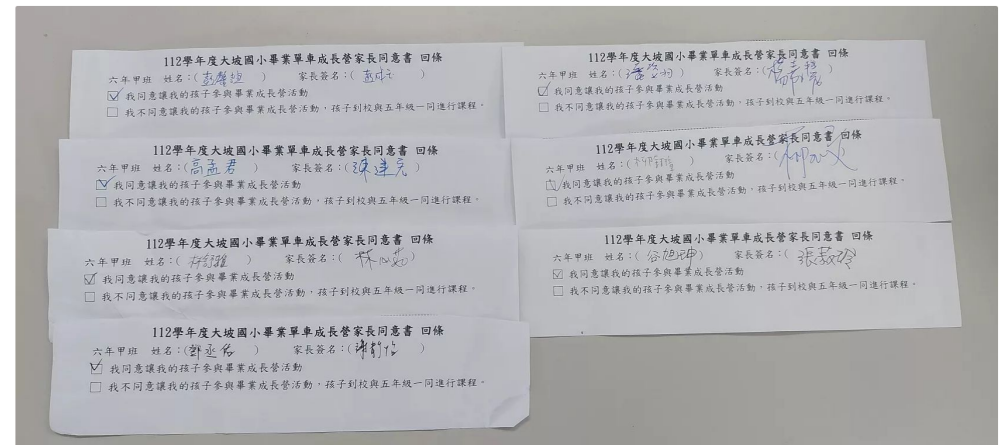 112學年度大坡國小畢業單車成長營家長同意書 回條
六年甲班 姓名:( ) 家長簽名:( )
☑ 我同意讓我的孩子參與畢業成長營活動
□ 我不同意讓我的孩子參與畢業成長營活動,孩子到校與五年級一同進行課程。
112學年度大坡國小畢業單車成長營家長同意書 回條
六年甲班 姓名:(高孟君) 家長簽名:(陳建亮)
☑ 我同意讓我的孩子參與畢業成長營活動
□ 我不同意讓我的孩子參與畢業成長營活動,孩子到校與五年級一同進行課程。
112學年度大坡國小畢業單車成長營家長同意書 回條
六年甲班 姓名:( ) 家長簽名:( )
☑ 我同意讓我的孩子參與畢業成長營活動
□ 我不同意讓我的孩子參與畢業成長營活動,孩子到校與五年級一同進行課程。
112學年度大坡國小畢業單車成長營家長同意書 回條
六年甲班 姓名:(鄧丞佑) 家長簽名:( )
☑ 我同意讓我的孩子參與畢業成長營活動
□ 我不同意讓我的孩子參與畢業成長營活動,孩子到校與五年級一同進行課程。
112學年度大坡國小畢業單車成長營家長同意書 回條
六年甲班 姓名:( ) 家長簽名:( )
☑ 我同意讓我的孩子參與畢業成長營活動
□ 我不同意讓我的孩子參與畢業成長營活動,孩子到校與五年級一同進行課程。
112學年度大坡國小畢業單車成長營家長同意書 回條
六年甲班 姓名:( ) 家長簽名:( )
☑ 我同意讓我的孩子參與畢業成長營活動
□ 我不同意讓我的孩子參與畢業成長營活動,孩子到校與五年級一同進行課程。
112學年度大坡國小畢業單車成長營家長同意書 回條
六年甲班 姓名:(谷旭珅) 家長簽名:(張敎玲)
☑ 我同意讓我的孩子參與畢業成長營活動
□ 我不同意讓我的孩子參與畢業成長營活動,孩子到校與五年級一同進行課程。